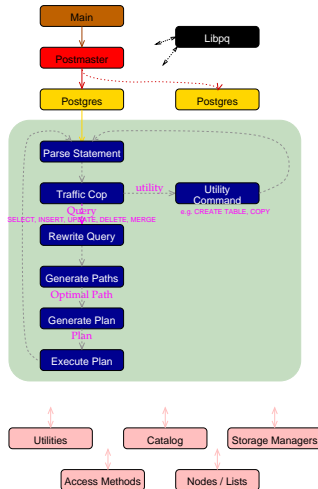 Main
Libpq
Postmaster
Postgres
Postgres
Parse Statement
utility
Traffic Cop
Utility
Command
Query
SELECT, INSERT, UPDATE, DELETE, MERGE
e.g. CREATE TABLE, COPY
Rewrite Query
Generate Paths
Optimal Path
Generate Plan
Plan
Execute Plan
Utilities
Catalog
Storage Managers
Access Methods
Nodes / Lists